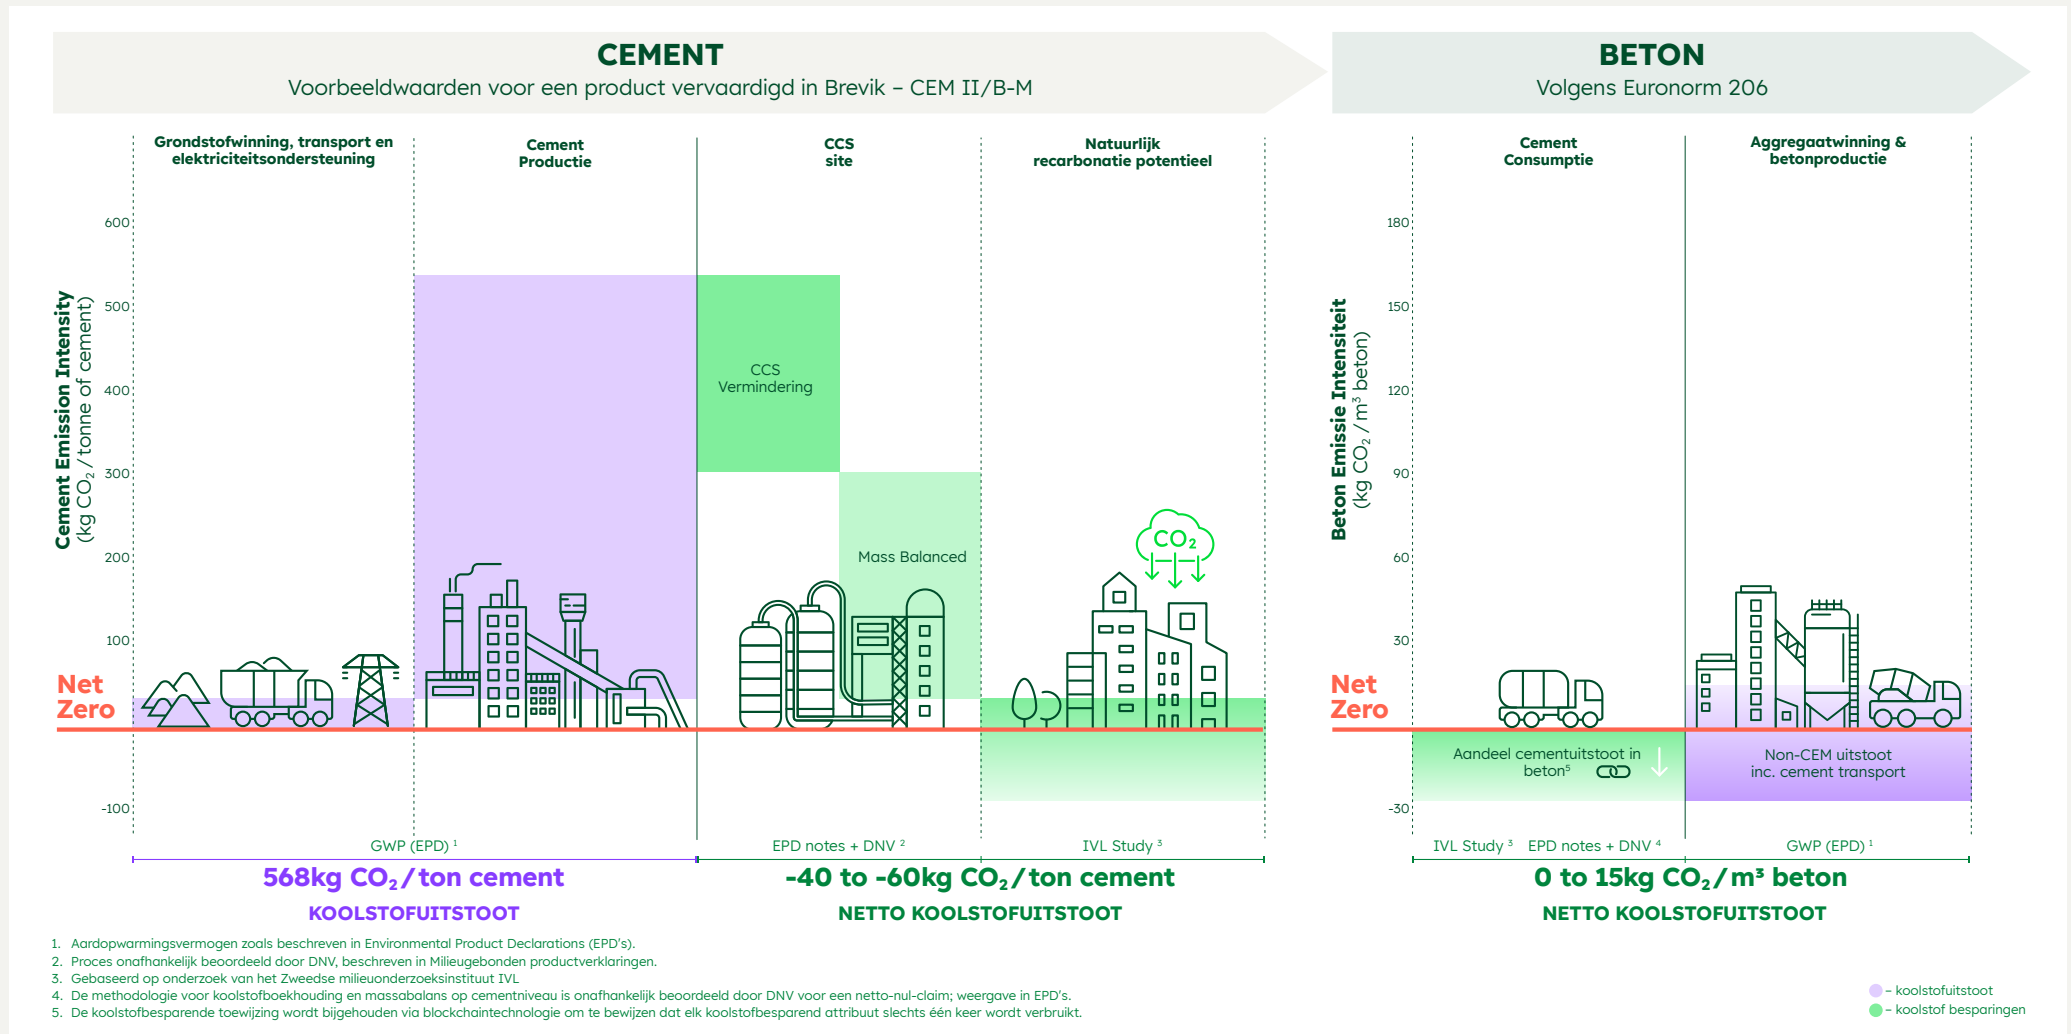 CEMENT
Voorbeeldwaarden voor een product vervaardigd in Brevik – CEM II/B-M
BETON
Volgens Euronorm 206
Grondstofwinning, transport en
elektriciteitsondersteuning
Cement
Productie
CCS
site
Natuurlijk
recarbonatie potentieel
Cement
Consumptie
Aggregaatwinning &
betonproductie
Cement Emission Intensity
(kg CO₂/tonne of cement)
600
500
400
300
200
100
Net
Zero
-100
CCS
Vermindering
Mass Balanced
CO₂
Beton Emissie Intensiteit
(kg CO₂/m³ beton)
180
150
120
90
60
30
Net
Zero
-30
Aandeel cementuitstoot in
beton⁵
Non-CEM uitstoot
inc. cement transport
GWP (EPD) ¹
EPD notes + DNV ²
IVL Study ³
IVL Study ³ EPD notes + DNV ⁴
GWP (EPD) ¹
568kg CO₂/ton cement
KOOLSTOFUITSTOOT
-40 to -60kg CO₂/ton cement
NETTO KOOLSTOFUITSTOOT
0 to 15kg CO₂/m³ beton
NETTO KOOLSTOFUITSTOOT
1. Aardopwarmingsvermogen zoals beschreven in Environmental Product Declarations (EPD's).
2. Proces onafhankelijk beoordeeld door DNV, beschreven in Milieugebonden productverklaringen.
3. Gebaseerd op onderzoek van het Zweedse milieuonderzoeksinstituut IVL
4. De methodologie voor koolstofboekhouding en massabalans op cementniveau is onafhankelijk beoordeeld door DNV voor een netto-nul-claim; weergave in EPD's.
5. De koolstofbesparende toewijzing wordt bijgehouden via blockchaintechnologie om te bewijzen dat elk koolstofbesparend attribuut slechts één keer wordt verbruikt.
– koolstofuitstoot
– koolstof besparingen